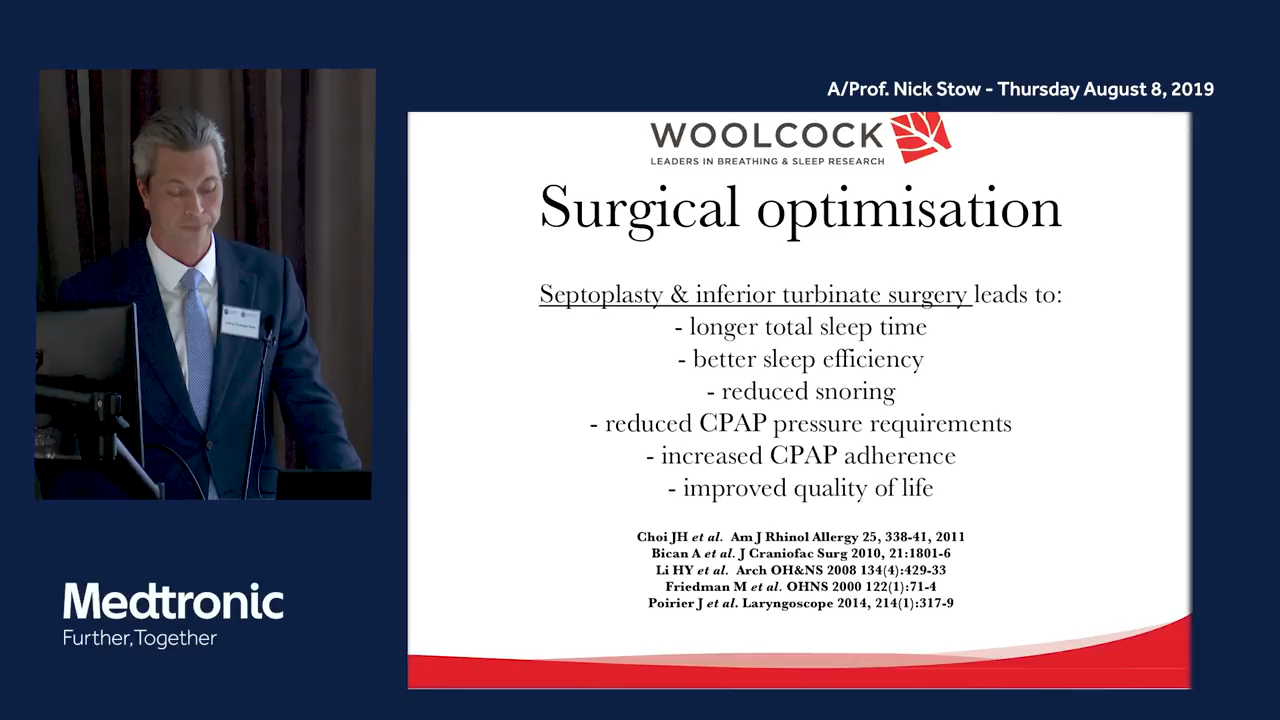 A/Prof. Nick Stow - Thursday August 8, 2019
WOOLCOCK
LEADERS IN BREATHING & SLEEP RESEARCH
Surgical optimisation
Septoplasty & inferior turbinate surgery leads to:
- longer total sleep time
- better sleep efficiency
- reduced snoring
- reduced CPAP pressure requirements
- increased CPAP adherence
- improved quality of life
Choi JH et al. Am J Rhinol Allergy 25, 338-41, 2011
Bican A et al. J Craniofac Surg 2010, 21:1801-6
Li HY et al. Arch OH&NS 2008 134(4):429-33
Friedman M et al. OHNS 2000 122(1):71-4
Poirier J et al. Laryngoscope 2014, 214(1):317-9
Medtronic
Further,Together